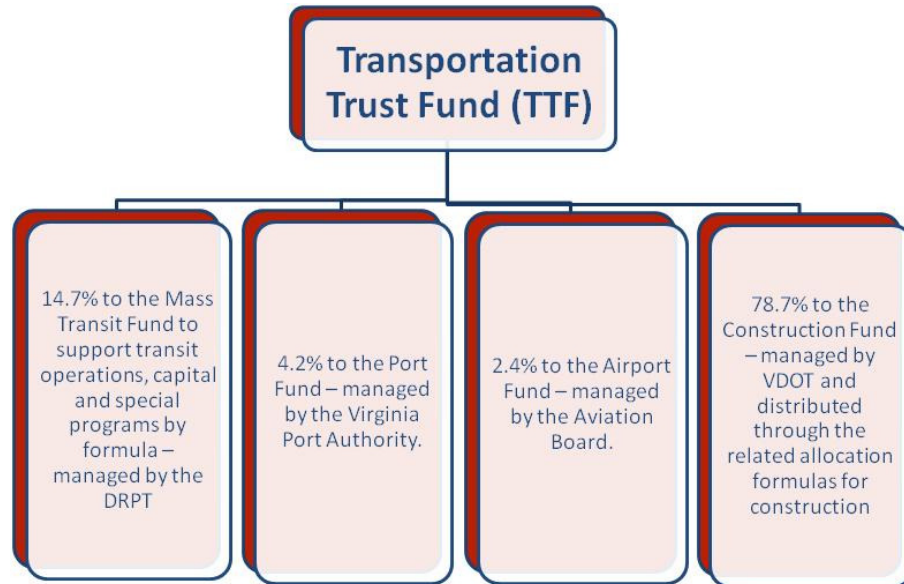 Transportation
Trust Fund (TTF)
14.7% to the Mass
Transit Fund to
support transit
operations, capital
and special
programs by
formula –
managed by the
DRPT
4.2% to the Port
Fund – managed
by the Virginia
Port Authority.
2.4% to the Airport
Fund – managed
by the Aviation
Board.
78.7% to the
Construction Fund
– managed by
VDOT and
distributed
through the
related allocation
formulas for
construction